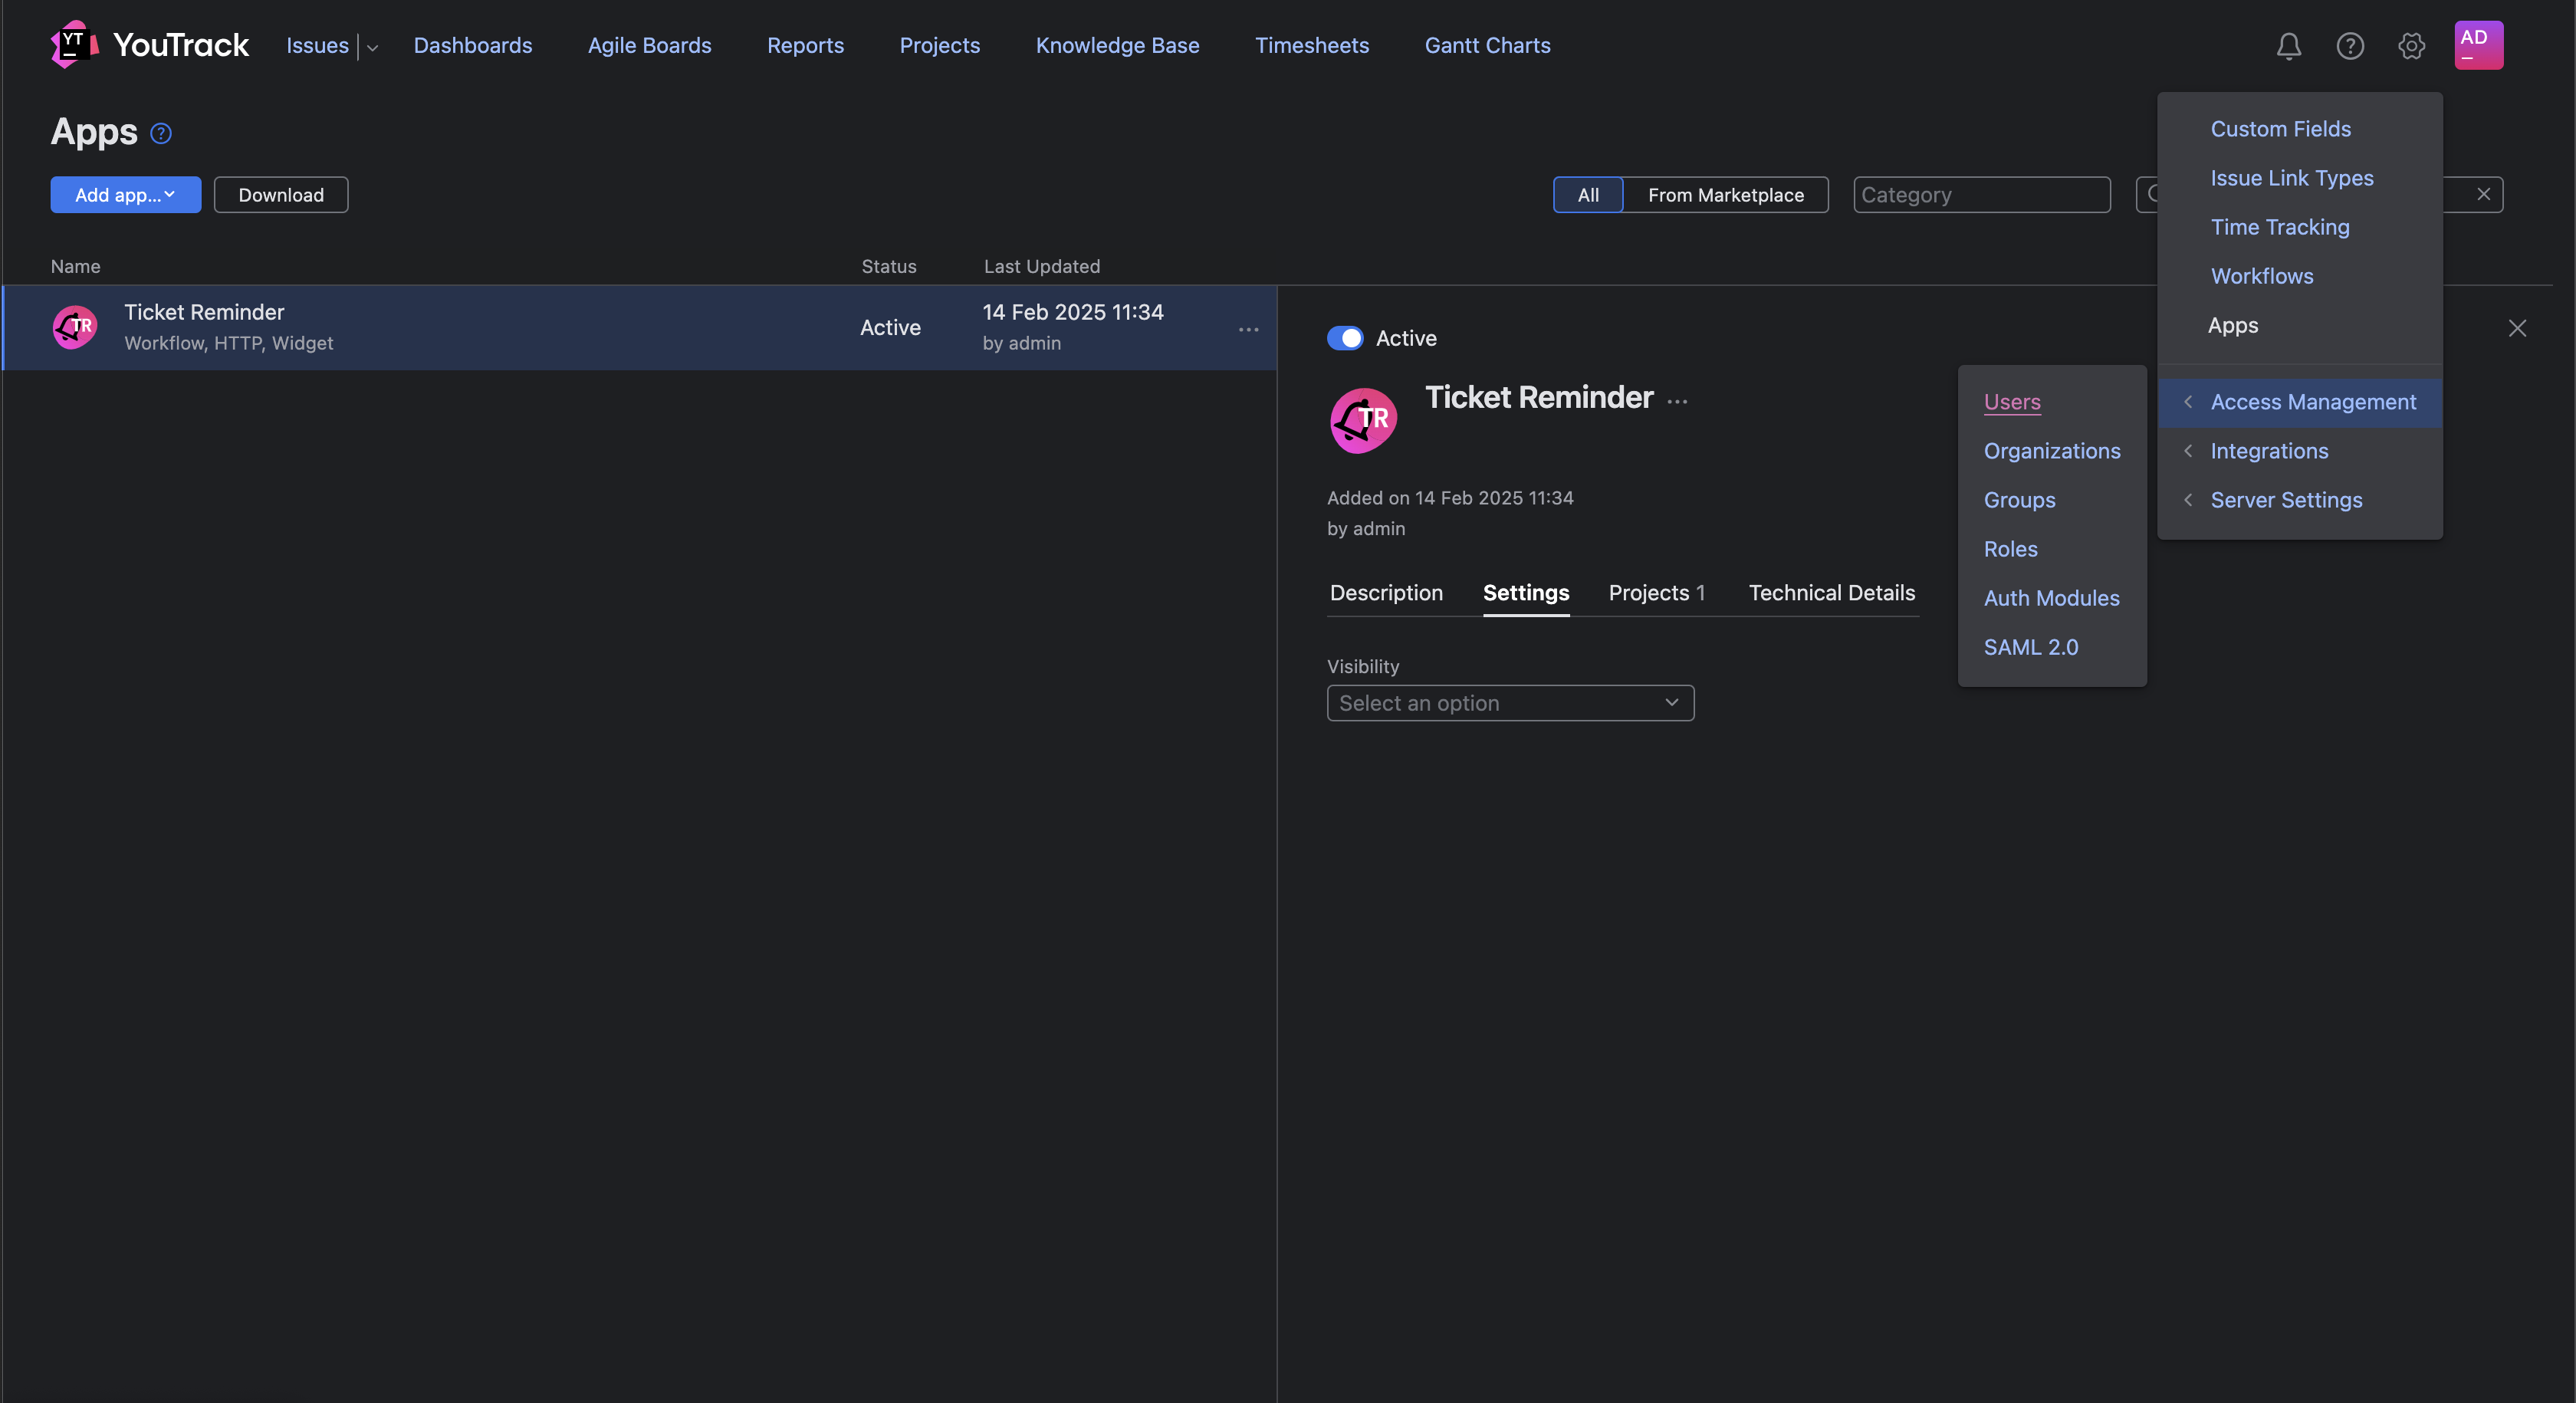 YT
YouTrack
Issues
Dashboards
Agile Boards
Reports
Projects
Knowledge Base
Timesheets
Gantt Charts
AD
Apps
Add app...
Download
All
From Marketplace
Category
Name
Status
Last Updated
TR
Ticket Reminder
Workflow, HTTP, Widget
Active
14 Feb 2025 11:34
by admin
Active
TR
Ticket Reminder
Added on 14 Feb 2025 11:34
by admin
Description
Settings
Projects 1
Technical Details
Visibility
Select an option
Custom Fields
Issue Link Types
Time Tracking
Workflows
Apps
Access Management
Integrations
Server Settings
Users
Organizations
Groups
Roles
Auth Modules
SAML 2.0